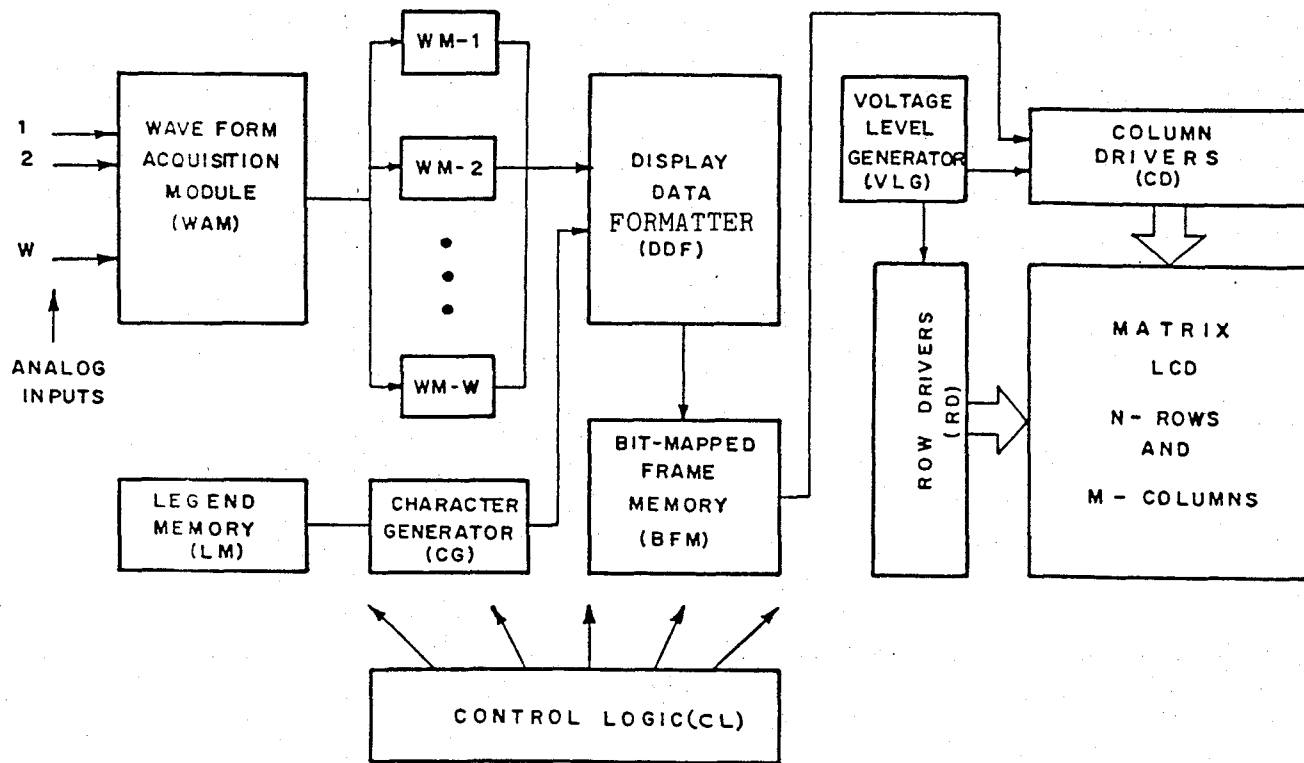 1
2
W
ANALOG
INPUTS
WAVE FORM
ACQUISITION
MODULE
(WAM)
WM-1
WM-2
WM-W
DISPLAY
DATA
FORMATTER
(DDF)
LEGEND
MEMORY
(LM)
CHARACTER
GENERATOR
(CG)
BIT-MAPPED
FRAME
MEMORY
(BFM)
VOLTAGE
LEVEL
GENERATOR
(VLG)
COLUMN
DRIVERS
(CD)
ROW DRIVERS
(RD)
MATRIX
LCD
N- ROWS
AND
M- COLUMNS
CONTROL LOGIC(CL)